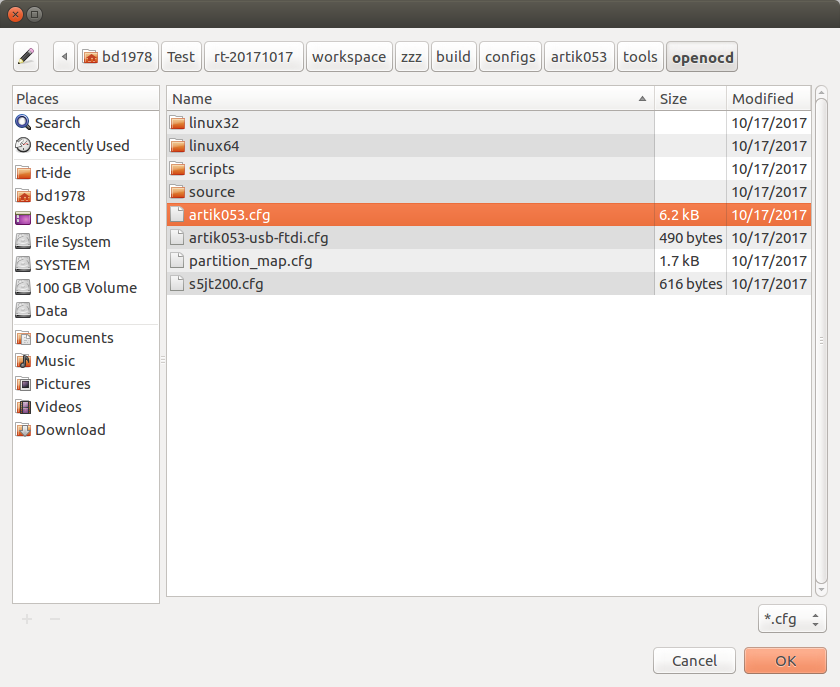 bd1978 Test rt-20171017 workspace zzz build configs artik053 tools openocd
Places
Search
Recently Used
rt-ide
bd1978
Desktop
File System
SYSTEM
100 GB Volume
Data
Documents
Music
Pictures
Videos
Download
Name Size Modified
linux32 10/17/2017
linux64 10/17/2017
scripts 10/17/2017
source 10/17/2017
artik053.cfg 6.2 kB 10/17/2017
artik053-usb-ftdi.cfg 490 bytes 10/17/2017
partition_map.cfg 1.7 kB 10/17/2017
s5jt200.cfg 616 bytes 10/17/2017
*.cfg
Cancel OK